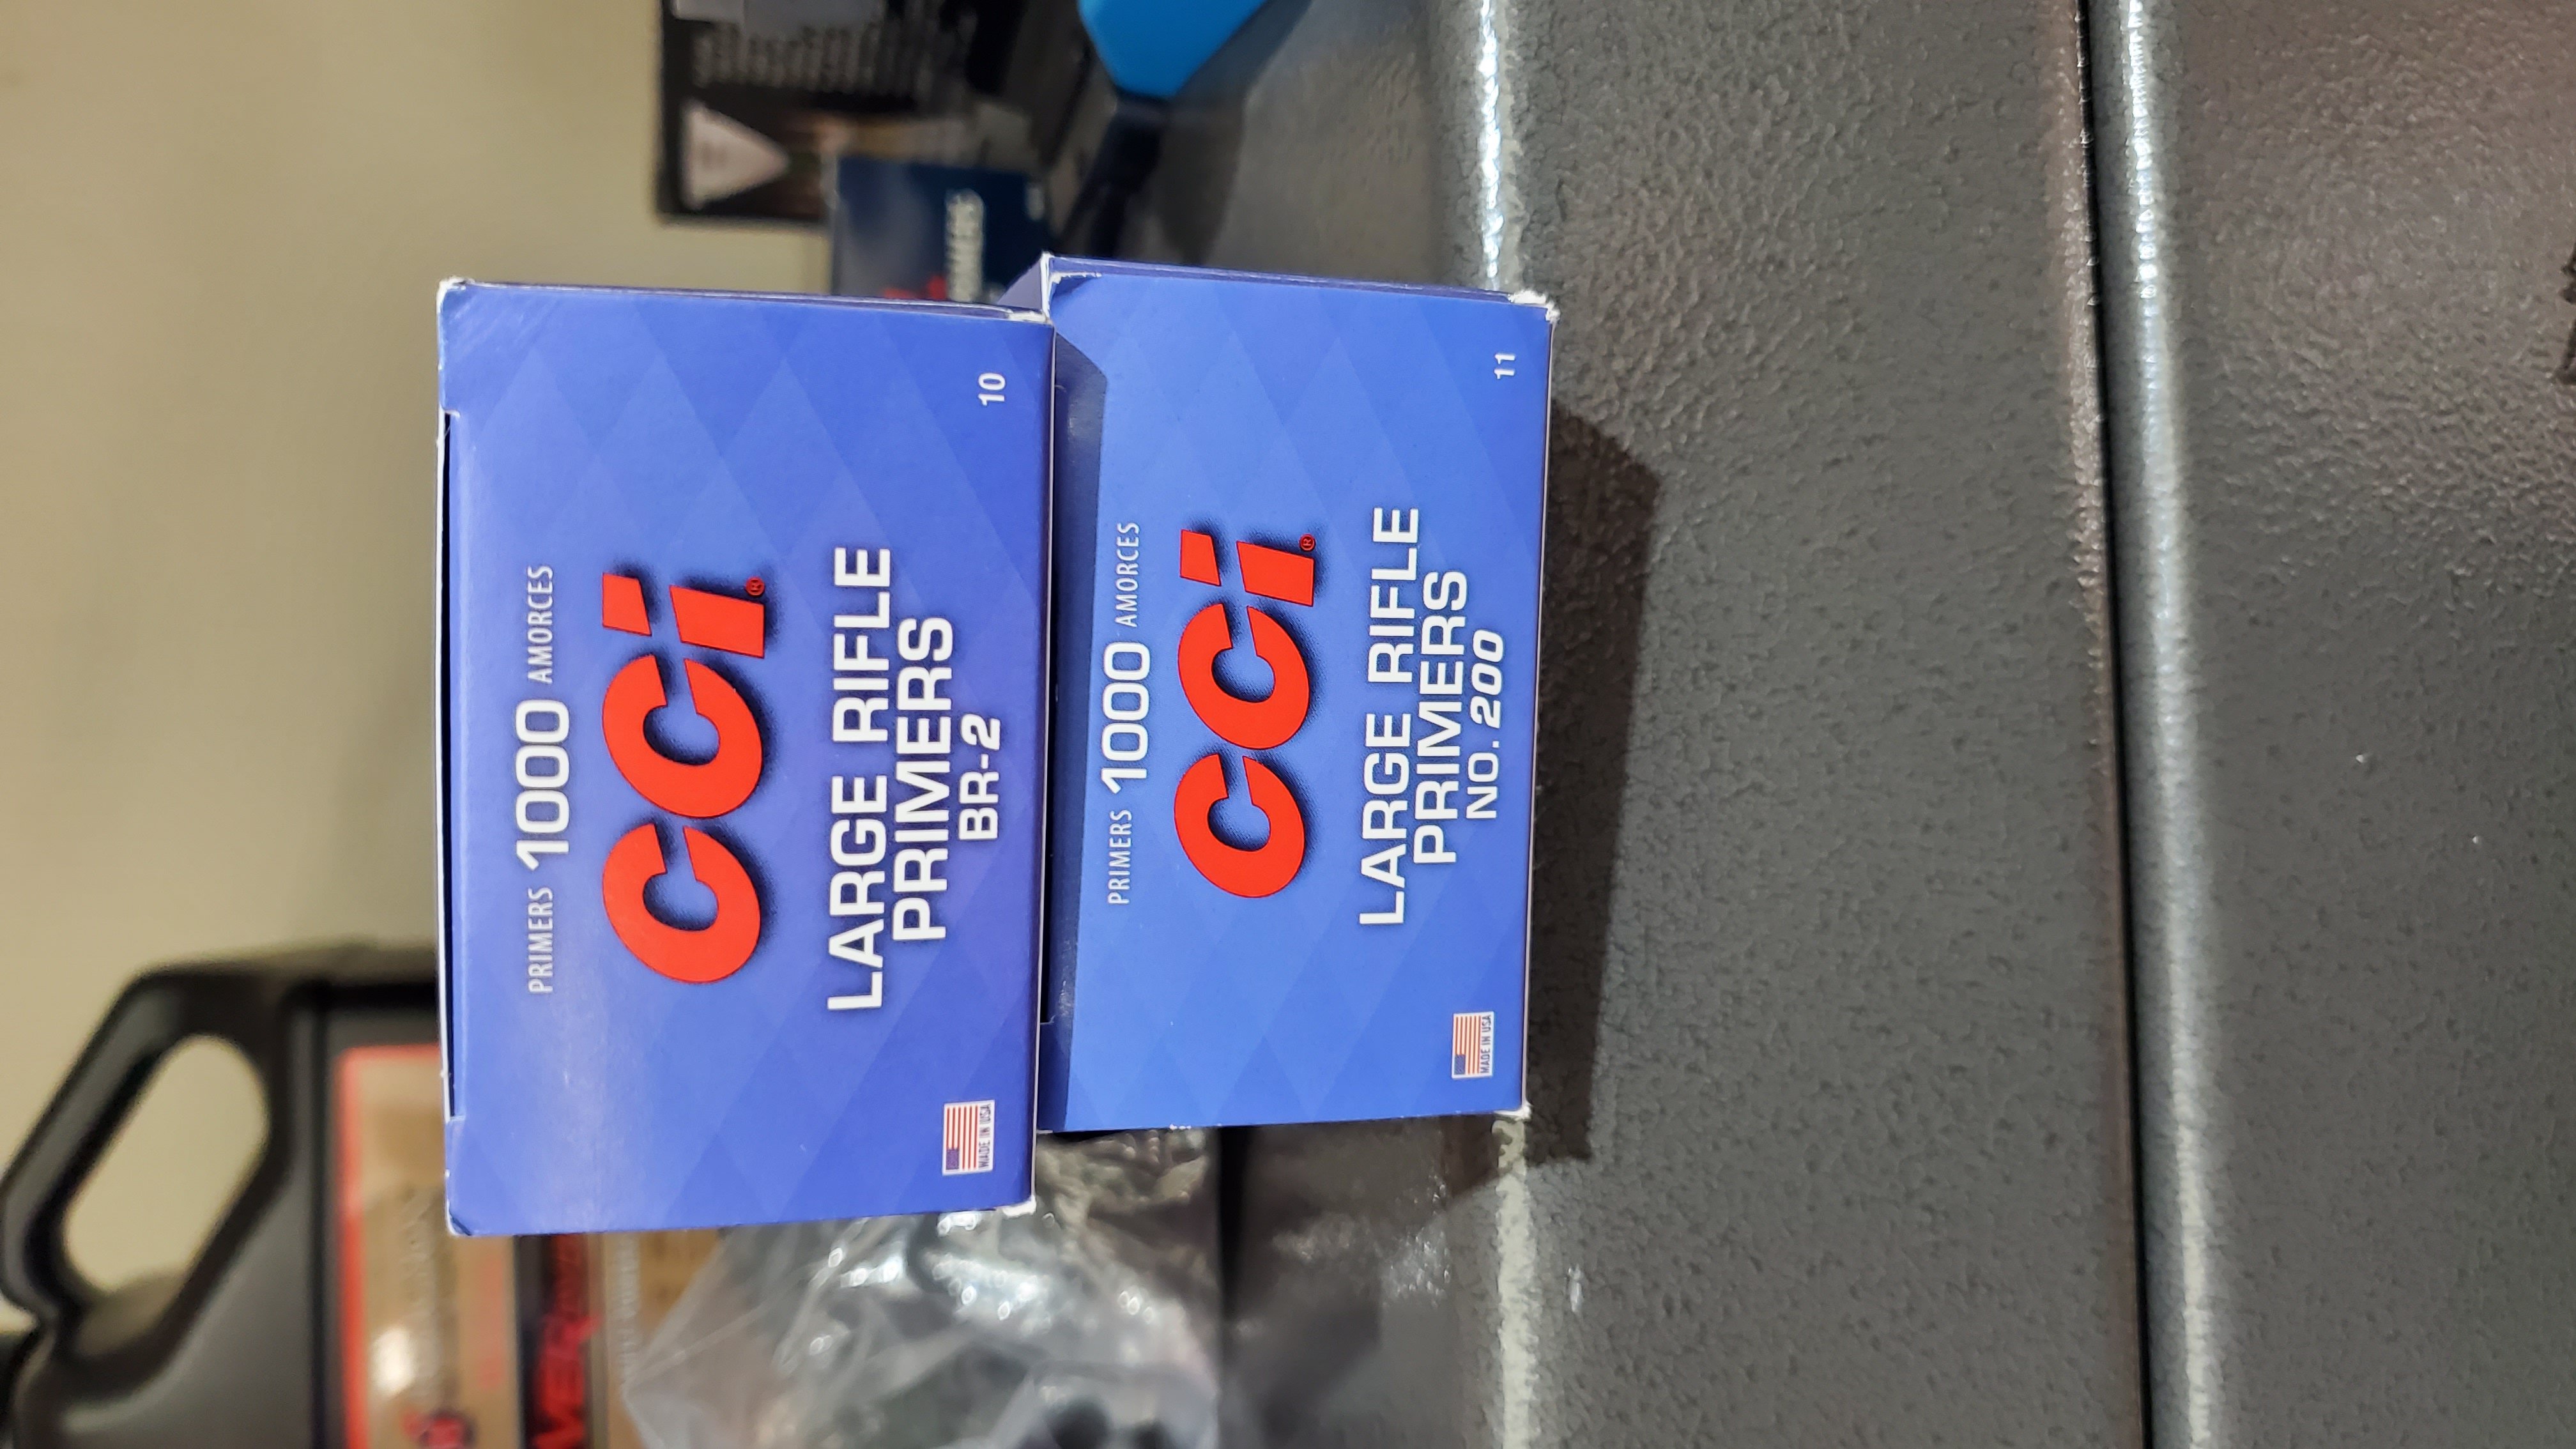 PRIMERS 1000 AMORCES
CCI®
LARGE RIFLE
PRIMERS
BR-2
MADE IN USA
10
PRIMERS 1000 AMORCES
CCI®
LARGE RIFLE
PRIMERS
NO. 200
MADE IN USA
11